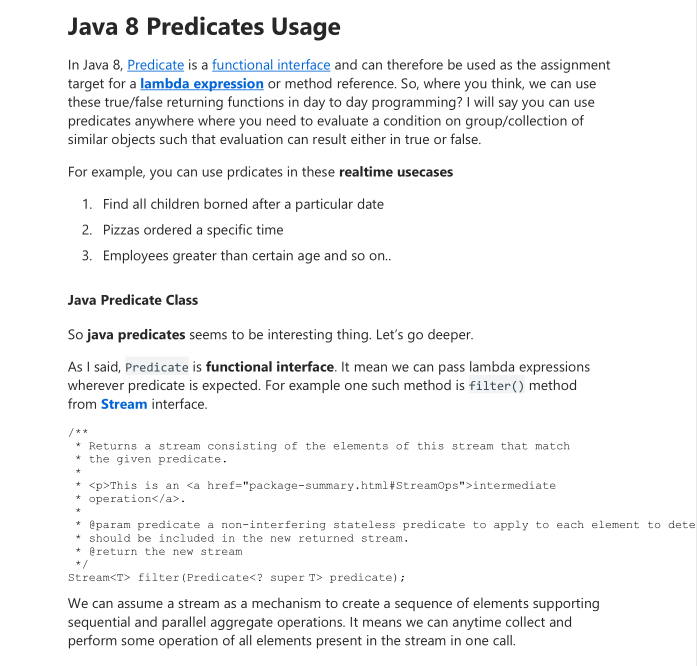 Java 8 Predicates Usage
In Java 8, Predicate is a functional interface and can therefore be used as the assignment
target for a lambda expression or method reference. So, where you think, we can use
these true/false returning functions in day to day programming? I will say you can use
predicates anywhere where you need to evaluate a condition on group/collection of
similar objects such that evaluation can result either in true or false.
For example, you can use prdicates in these realtime usecases
1. Find all children borned after a particular date
2. Pizzas ordered a specific time
3. Employees greater than certain age and so on..
Java Predicate Class
So java predicates seems to be interesting thing. Let's go deeper.
As I said, Predicate is functional interface. It mean we can pass lambda expressions
wherever predicate is expected. For example one such method is filter() method
from Stream interface.
/**
* Returns a stream consisting of the elements of this stream that match
* the given predicate.
*
* <p>This is an <a href="package-summary.html#StreamOps">intermediate
* operation</a>.
*
* @param predicate a non-interfering stateless predicate to apply to each element to dete
* should be included in the new returned stream.
* @return the new stream
*/
Stream<T> filter(Predicate<? super T> predicate);
We can assume a stream as a mechanism to create a sequence of elements supporting
sequential and parallel aggregate operations. It means we can anytime collect and
perform some operation of all elements present in the stream in one call.